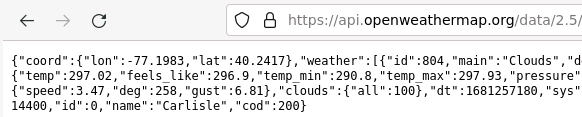 https://api.openweathermap.org/data/2.5/
{"coord":{"lon":-77.1983,"lat":40.2417},"weather":[{"id":804,"main":"Clouds","d
{"temp":297.02,"feels_like":296.9,"temp_min":290.8,"temp_max":297.93,"pressure"
{"speed":3.47,"deg":258,"gust":6.81},"clouds":{"all":100},"dt":1681257180,"sys"
14400,"id":0,"name":"Carlisle","cod":200}